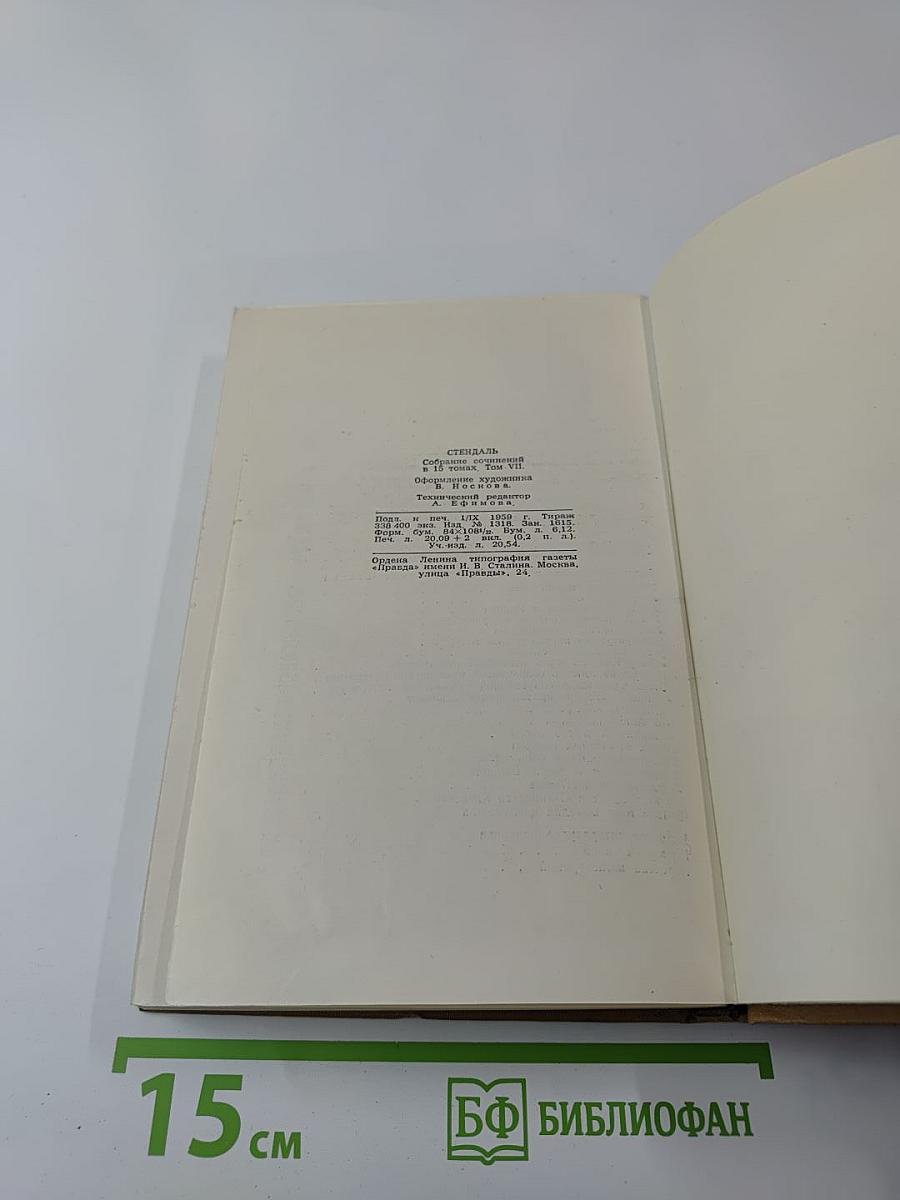 СТЕНДАЛЬ
Собрание сочинений
в 15 томах. Том VII.
Оформление художника
В. Носкова.
Технический редактор
А. Ефимова.
Подп. к печ. 1/IX 1959 г. Тираж
338 400 экз. Изд. № 1318. Зак. 1615.
Форм. бум. 84×108¹/₃₂. Бум. л. 6,12.
Печ. л. 20,09 + 2 вкл. (0,2 п. л.).
Уч.-изд. л. 20,54.
Ордена Ленина типография газеты
«Правда» имени И. В. Сталина. Москва,
улица «Правды», 24.
15 см
БФ БИБЛИОФАН